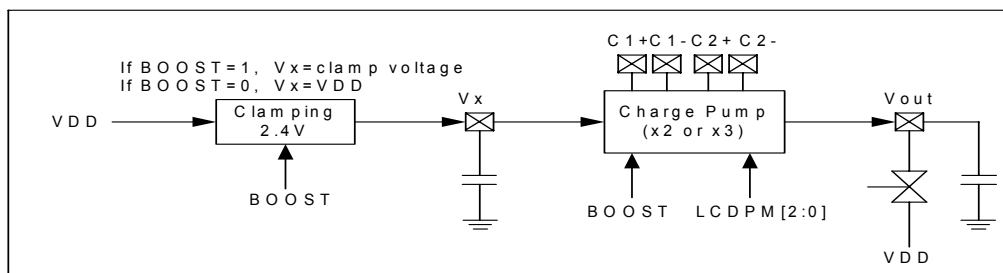 C1+C1-C2+C2-
If BOOST=1, Vx=clamp voltage
If BOOST=0, Vx=VDD
VDD
Clamping
2.4V
Vx
Charge Pump
(x2 or x3)
Vout
BOOST
BOOST
LCDPM[2:0]
VDD